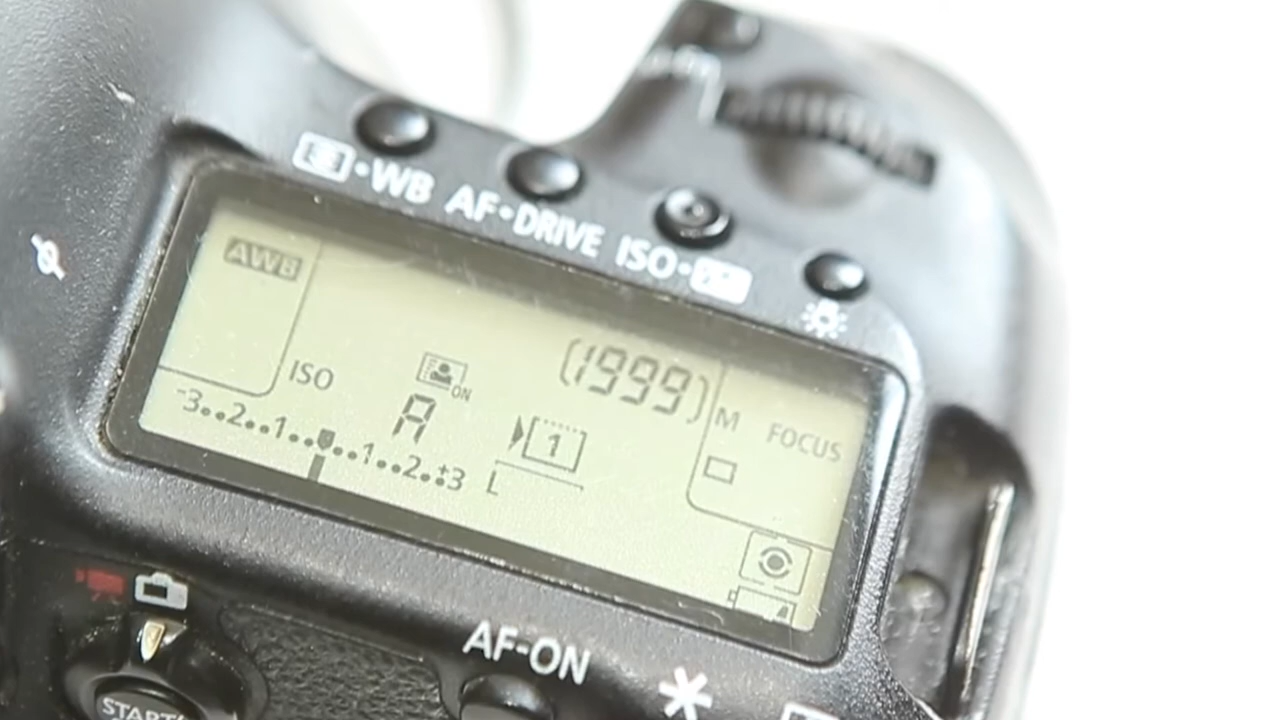 WB AF•DRIVE ISO•
AWB
(1999)
M FOCUS
ISO
ON
A
1
-3..2..1..•..1..2..+3
L
AF-ON
START/